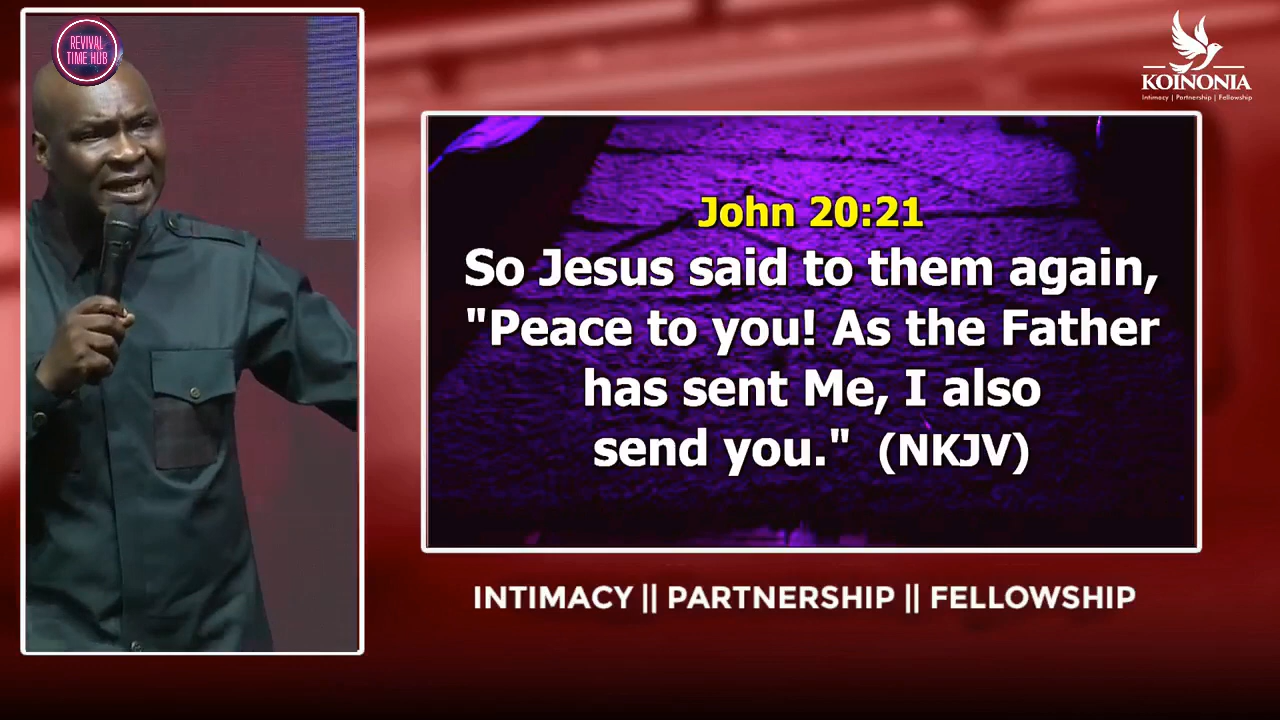 REVIVAL
TIME HUB
KOINONIA
Intimacy | Partnership | Fellowship
John 20:21
So Jesus said to them again,
"Peace to you! As the Father
has sent Me, I also
send you." (NKJV)
INTIMACY || PARTNERSHIP || FELLOWSHIP